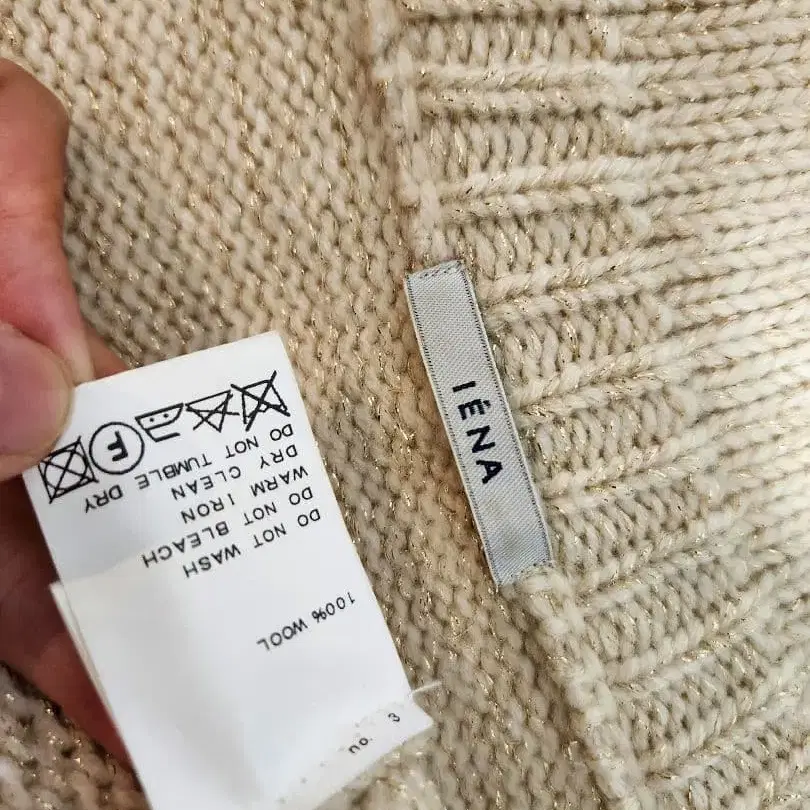 IÉNA
no. 3
100% WOOL
DO NOT WASH
DO NOT BLEACH
WARM IRON
DRY CLEAN
DO NOT TUMBLE DRY
F